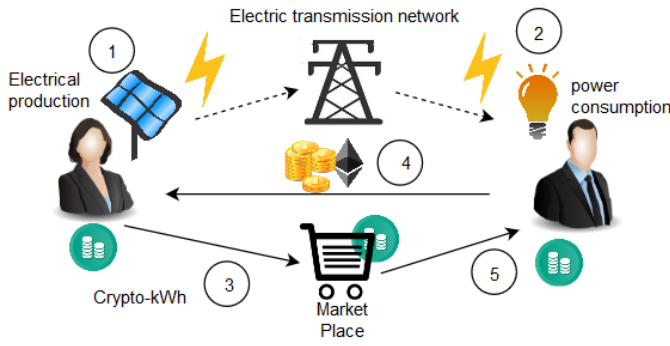 Electric transmission network
1
2
Electrical
production
power
consumption
4
3
5
Crypto-kWh
Market
Place